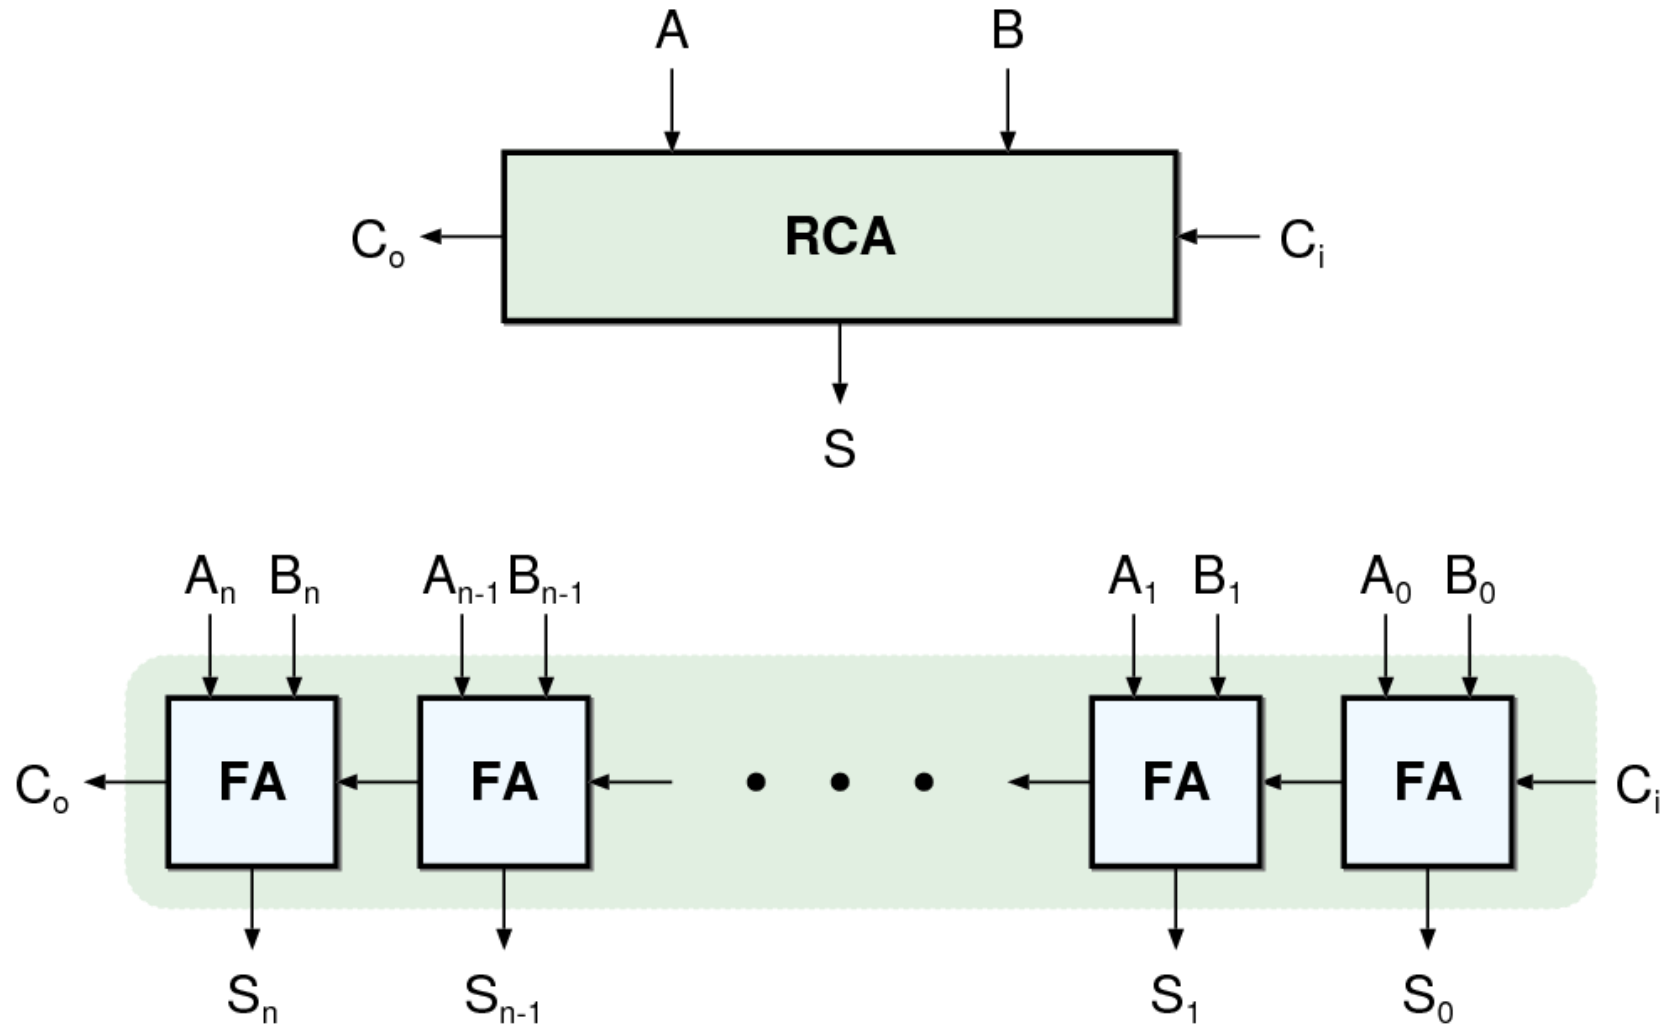 A B
C₀ RCA Cᵢ
S
Aₙ Bₙ Aₙ₋₁ Bₙ₋₁ A₁ B₁ A₀ B₀
Cₒ FA FA FA FA Cᵢ
Sₙ Sₙ₋₁ S₁ S₀